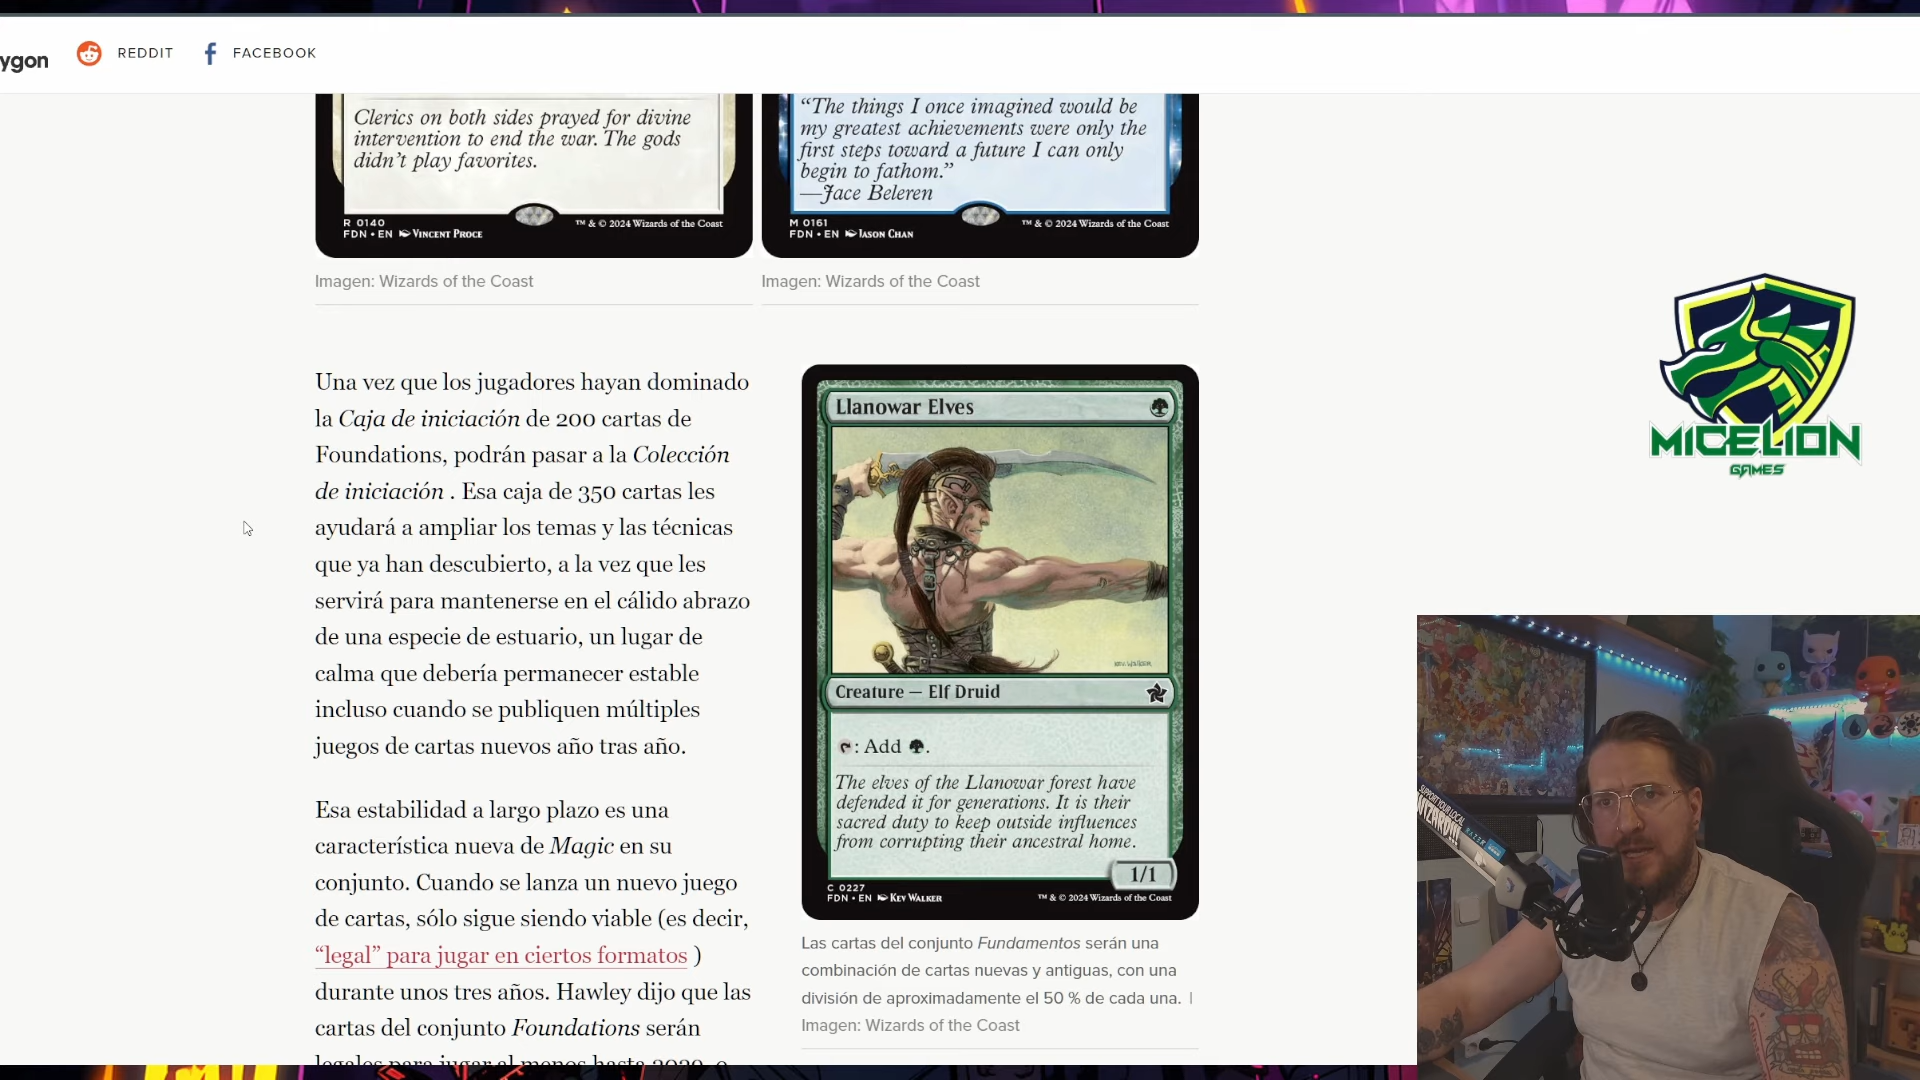 ygon
REDDIT
FACEBOOK
Clerics on both sides prayed for divine
intervention to end the war. The gods
didn't play favorites.
R 0140
FDN • EN VINCENT PROCE
™ & © 2024 Wizards of the Coast
“The things I once imagined would be
my greatest achievements were only the
first steps toward a future I can only
begin to fathom.”
—Jace Beleren
M 0161
FDN • EN JASON CHAN
™ & © 2024 Wizards of the Coast
Imagen: Wizards of the Coast
Imagen: Wizards of the Coast
Una vez que los jugadores hayan dominado
la Caja de iniciación de 200 cartas de
Foundations, podrán pasar a la Colección
de iniciación . Esa caja de 350 cartas les
ayudará a ampliar los temas y las técnicas
que ya han descubierto, a la vez que les
servirá para mantenerse en el cálido abrazo
de una especie de estuario, un lugar de
calma que debería permanecer estable
incluso cuando se publiquen múltiples
juegos de cartas nuevos año tras año.
Esa estabilidad a largo plazo es una
característica nueva de Magic en su
conjunto. Cuando se lanza un nuevo juego
de cartas, sólo sigue siendo viable (es decir,
“legal” para jugar en ciertos formatos )
durante unos tres años. Hawley dijo que las
cartas del conjunto Foundations serán
legales para jugar al menos hasta 2029, o
Llanowar Elves
KEV WALKER
Creature — Elf Druid
: Add .
The elves of the Llanowar forest have
defended it for generations. It is their
sacred duty to keep outside influences
from corrupting their ancestral home.
1/1
C 0227
FDN • EN KEV WALKER
™ & © 2024 Wizards of the Coast
Las cartas del conjunto Fundamentos serán una
combinación de cartas nuevas y antiguas, con una
división de aproximadamente el 50 % de cada una. |
Imagen: Wizards of the Coast
MICELION
GAMES
SUPPORT YOUR LOCAL
WIZARD!!!
RAZER